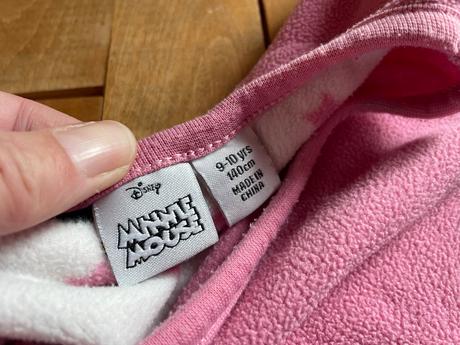 Disney
MINNIE
MOUSE
9-10 yrs
140cm
MADE IN
CHINA